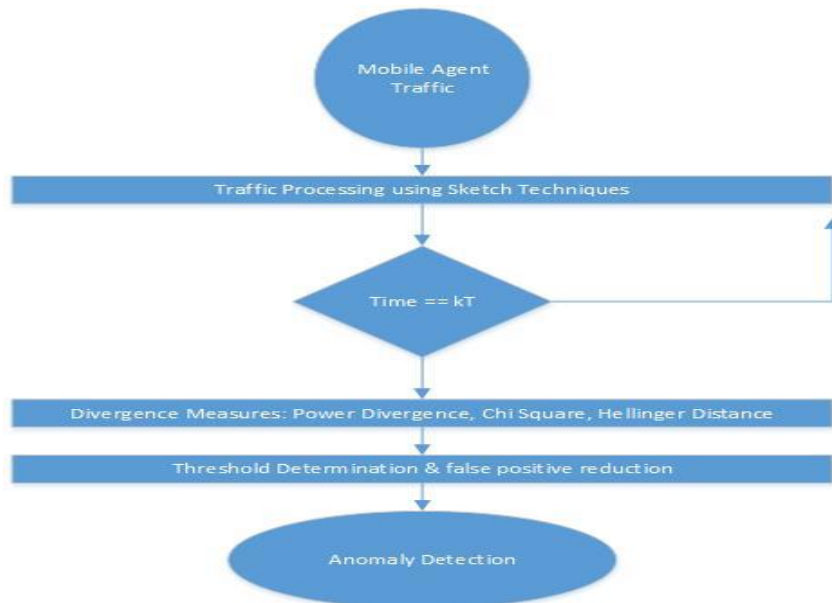 Mobile Agent
Traffic
Traffic Processing using Sketch Techniques
Time == kT
Divergence Measures: Power Divergence, Chi Square, Hellinger Distance
Threshold Determination & false positive reduction
Anomaly Detection